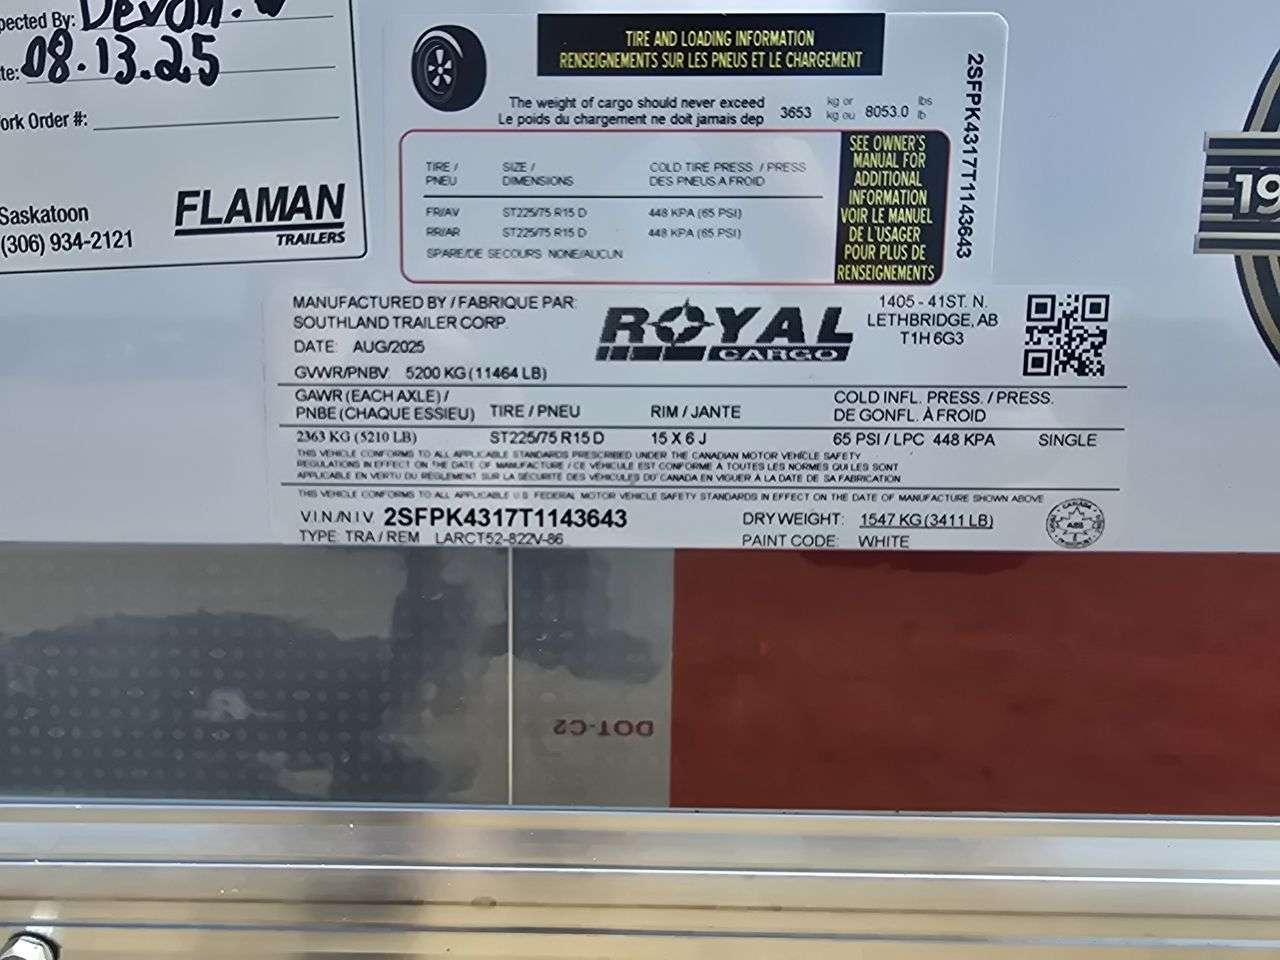 pected By: Devon.
te: 08.13.25
ork Order #:
Saskatoon
(306) 934-2121
FLAMAN
TRAILERS
TIRE AND LOADING INFORMATION
RENSEIGNEMENTS SUR LES PNEUS ET LE CHARGEMENT
The weight of cargo should never exceed
Le poids du chargement ne doit jamais dep
3653 kg or 8053.0 lbs
kg ou lb
TIRE / SIZE / COLD TIRE PRESS. / PRESS
PNEU DIMENSIONS DES PNEUS A FROID
FR/AV ST225/75 R15 D 448 KPA (65 PSI)
RR/AR ST225/75 R15 D 448 KPA (65 PSI)
SPARE/DE SECOURS NONE/AUCUN
SEE OWNER'S
MANUAL FOR
ADDITIONAL
INFORMATION
VOIR LE MANUEL
DE L'USAGER
POUR PLUS DE
RENSEIGNEMENTS
2SFPK4317T1143643
19
MANUFACTURED BY / FABRIQUE PAR:
SOUTHLAND TRAILER CORP.
DATE: AUG/2025
GVWR/PNBV 5200 KG (11464 LB)
ROYAL
CARGO
1405 - 41ST. N.
LETHBRIDGE, AB
T1H 6G3
GAWR (EACH AXLE) /
PNBE (CHAQUE ESSIEU) TIRE / PNEU RIM / JANTE
COLD INFL. PRESS. / PRESS.
DE GONFL. À FROID
2363 KG (5210 LB) ST225/75 R15 D 15 X 6 J 65 PSI / LPC 448 KPA SINGLE
THIS VEHICLE CONFORMS TO ALL APPLICABLE STANDARDS PRESCRIBED UNDER THE CANADIAN MOTOR VEHICLE SAFETY
REGULATIONS IN EFFECT ON THE DATE OF MANUFACTURE / CE VEHICULE EST CONFORME A TOUTES LES NORMES QUI LES SONT
APPLICABLE EN VERTU DU REGLEMENT SUR LA SECURITE DES VEHICULES DU CANADA EN VIGUER A LA DATE DE SA FABRICATION
THIS VEHICLE CONFORMS TO ALL APPLICABLE U.S. FEDERAL MOTOR VEHICLE SAFETY STANDARDS IN EFFECT ON THE DATE OF MANUFACTURE SHOWN ABOVE
V.I.N./N.I.V. 2SFPK4317T1143643 DRY WEIGHT: 1547 KG (3411 LB)
TYPE: TRA / REM LARCT52-822V-86 PAINT CODE: WHITE
CANADA
DOT-C2